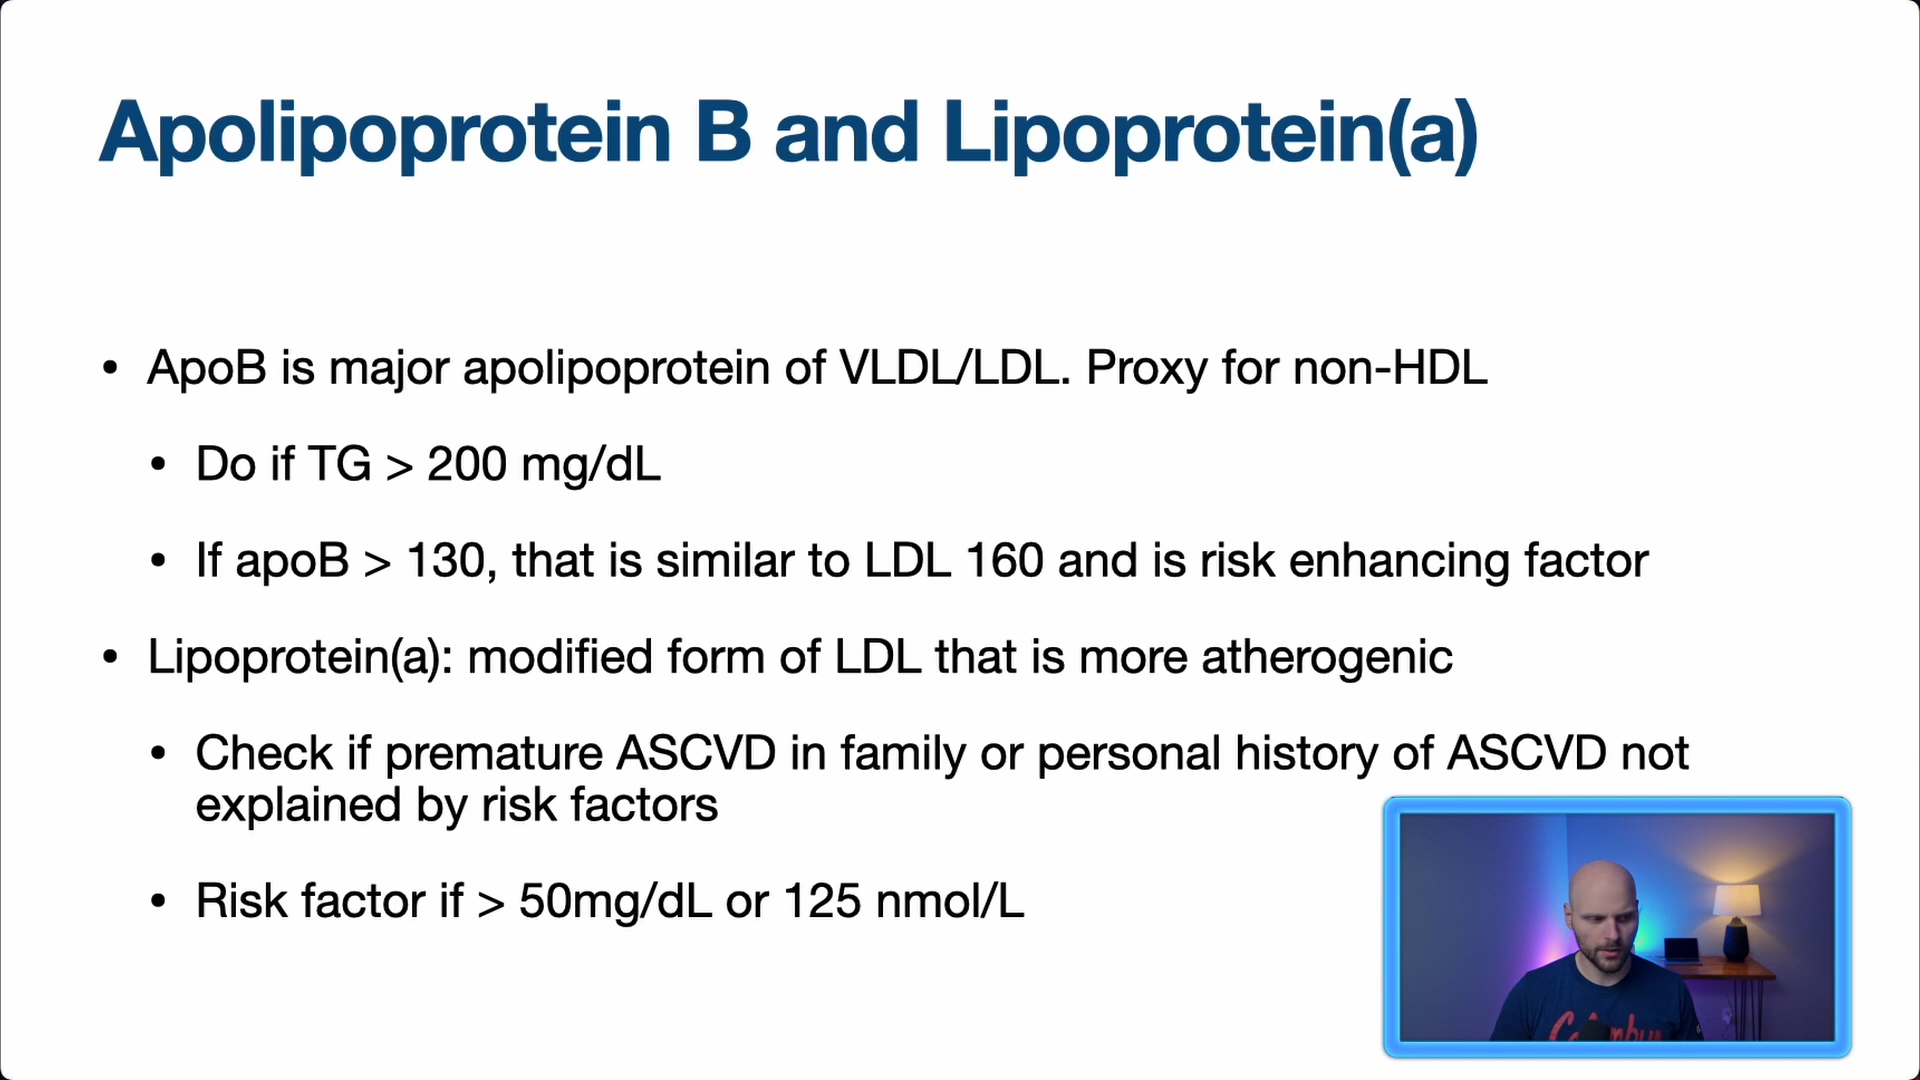 Apolipoprotein B and Lipoprotein(a)
• ApoB is major apolipoprotein of VLDL/LDL. Proxy for non-HDL
• Do if TG > 200 mg/dL
• If apoB > 130, that is similar to LDL 160 and is risk enhancing factor
• Lipoprotein(a): modified form of LDL that is more atherogenic
• Check if premature ASCVD in family or personal history of ASCVD not
explained by risk factors
• Risk factor if > 50mg/dL or 125 nmol/L
Columbus